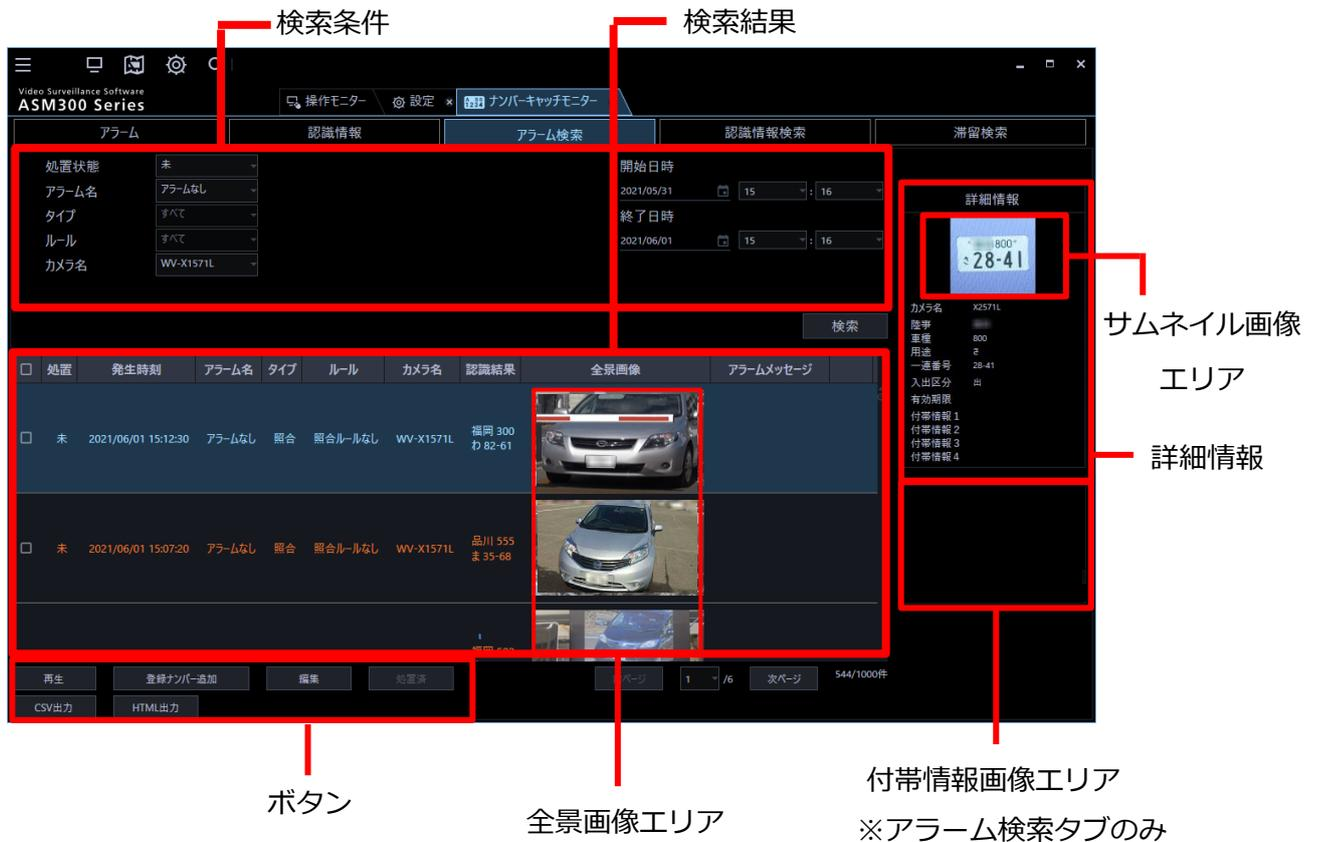 検索条件
検索結果
Video Surveillance Software
ASM300 Series
操作モニター
設定
ナンバーキャッチモニター
アラーム
認識情報
アラーム検索
認識情報検索
滞留検索
処置状態 未
アラーム名 アラームなし
タイプ すべて
ルール すべて
カメラ名 WV-X1571L
開始日時
2021/05/31 15 : 16
終了日時
2021/06/01 15 : 16
検索
詳細情報
800
さ 28-41
カメラ名 X2571L
陸事
車種 800
用途 さ
一連番号 28-41
入出区分 出
有効期限
付帯情報1
付帯情報2
付帯情報3
付帯情報4
サムネイル画像
エリア
詳細情報
処置 発生時刻 アラーム名 タイプ ルール カメラ名 認識結果 全景画像 アラームメッセージ
未 2021/06/01 15:12:30 アラームなし 照合 照合ルールなし WV-X1571L 福岡 300
わ 82-61
未 2021/06/01 15:07:20 アラームなし 照合 照合ルールなし WV-X1571L 品川 555
ま 35-68
再生
登録ナンバー追加
編集
処置済
1 /6
次ページ
544/1000件
CSV出力
HTML出力
ボタン
全景画像エリア
付帯情報画像エリア
※アラーム検索タブのみ